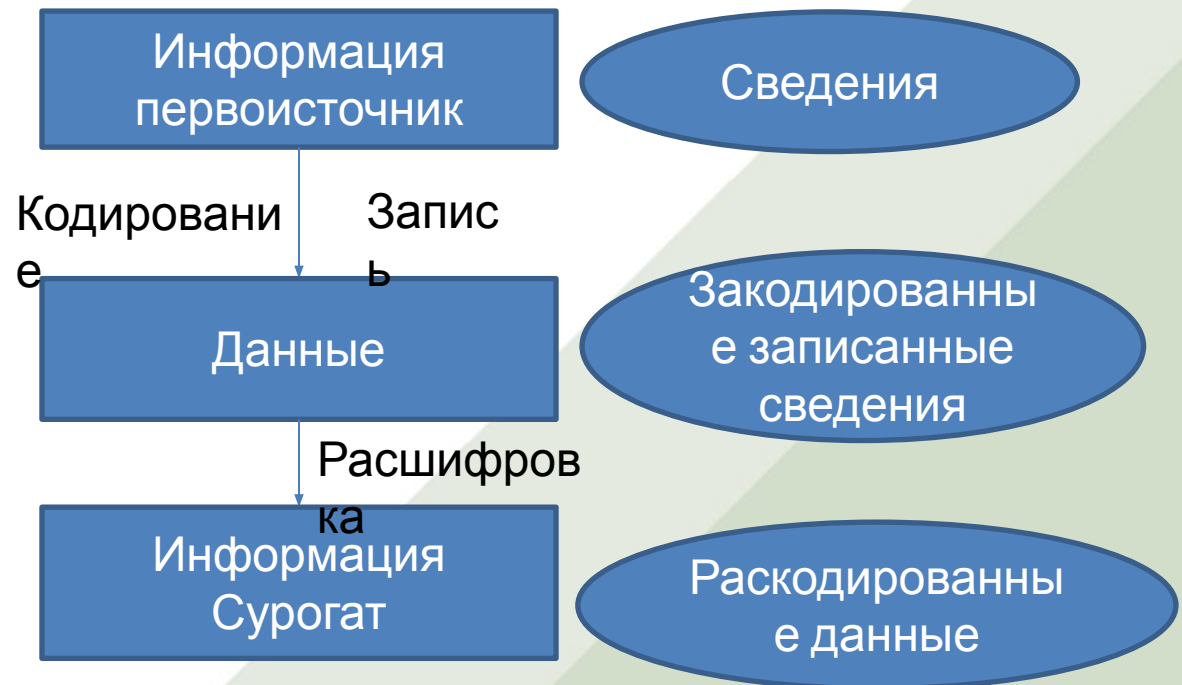 Информация
первоисточник
Сведения
Кодировани
е
Запис
ь
Данные
Закодированны
е записанные
сведения
Расшифров
ка
Информация
Сурогат
Раскодированны
е данные